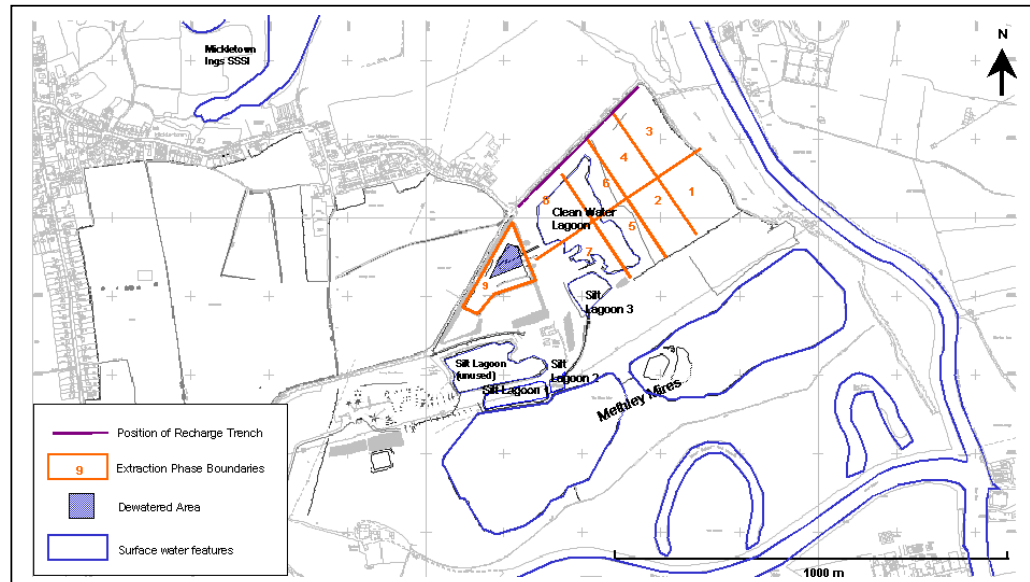 Mickletown
Ings SSSI
N
3
4
1
6
2
8
Clean Water
Lagoon
5
7
9
Silt
Lagoon 3
Silt Lagoon
(unused)
Silt
Lagoon 2
Silt Lagoon 1
Methley Mires
Position of Recharge Trench
9
Extraction Phase Boundaries
Dewatered Area
Surface water features
1000 m